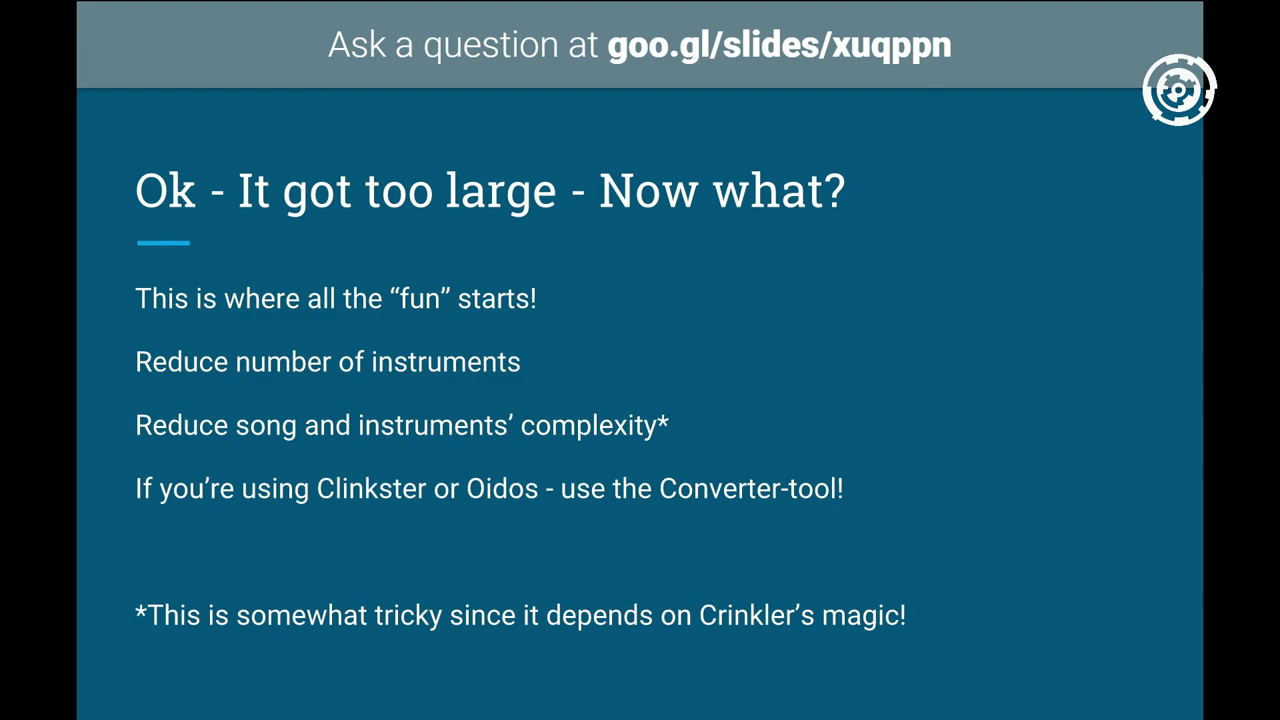 Ask a question at goo.gl/slides/xuqppn
Ok - It got too large - Now what?
This is where all the “fun” starts!
Reduce number of instruments
Reduce song and instruments’ complexity*
If you’re using Clinkster or Oidos - use the Converter-tool!
*This is somewhat tricky since it depends on Crinkler’s magic!